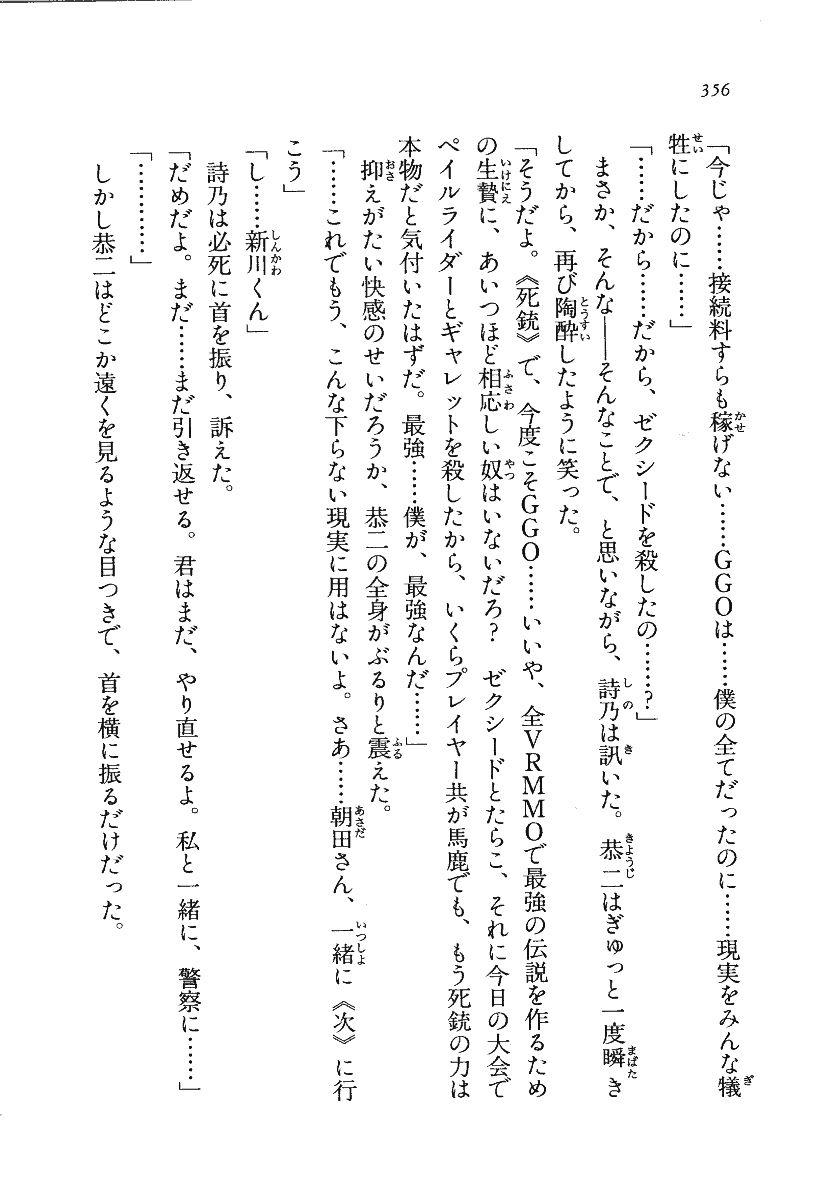 356
「今じゃ……接続料すらも稼げない……GGOは……僕の全てだったのに……現実をみんな犠
牲にしたのに……」
「……だから……だから、ゼクシードを殺したの……？」
まさか、そんな――そんなことで、と思いながら、詩乃は訊いた。恭二はぎゅっと一度瞬き
してから、再び陶酔したように笑った。
「そうだよ。《死銃》で、今度こそGGO……いいや、全VRMMOで最強の伝説を作るため
の生贄に、あいつほど相応しい奴はいないだろ？　ゼクシードとたらこ、それに今日の大会で
ペイルライダーとギャレットを殺したから、いくらプレイヤー共が馬鹿でも、もう死銃の力は
本物だと気付いたはずだ。最強……僕が、最強なんだ……」
抑えがたい快感のせいだろうか、恭二の全身がぶるりと震えた。
「……これでもう、こんな下らない現実に用はないよ。さあ……朝田さん、一緒に《次》に行
こう」
「し……新川くん」
詩乃は必死に首を振り、訴えた。
「だめだよ。まだ……まだ引き返せる。君はまだ、やり直せるよ。私と一緒に、警察に……」
「…………」
しかし恭二はどこか遠くを見るような目つきで、首を横に振るだけだった。